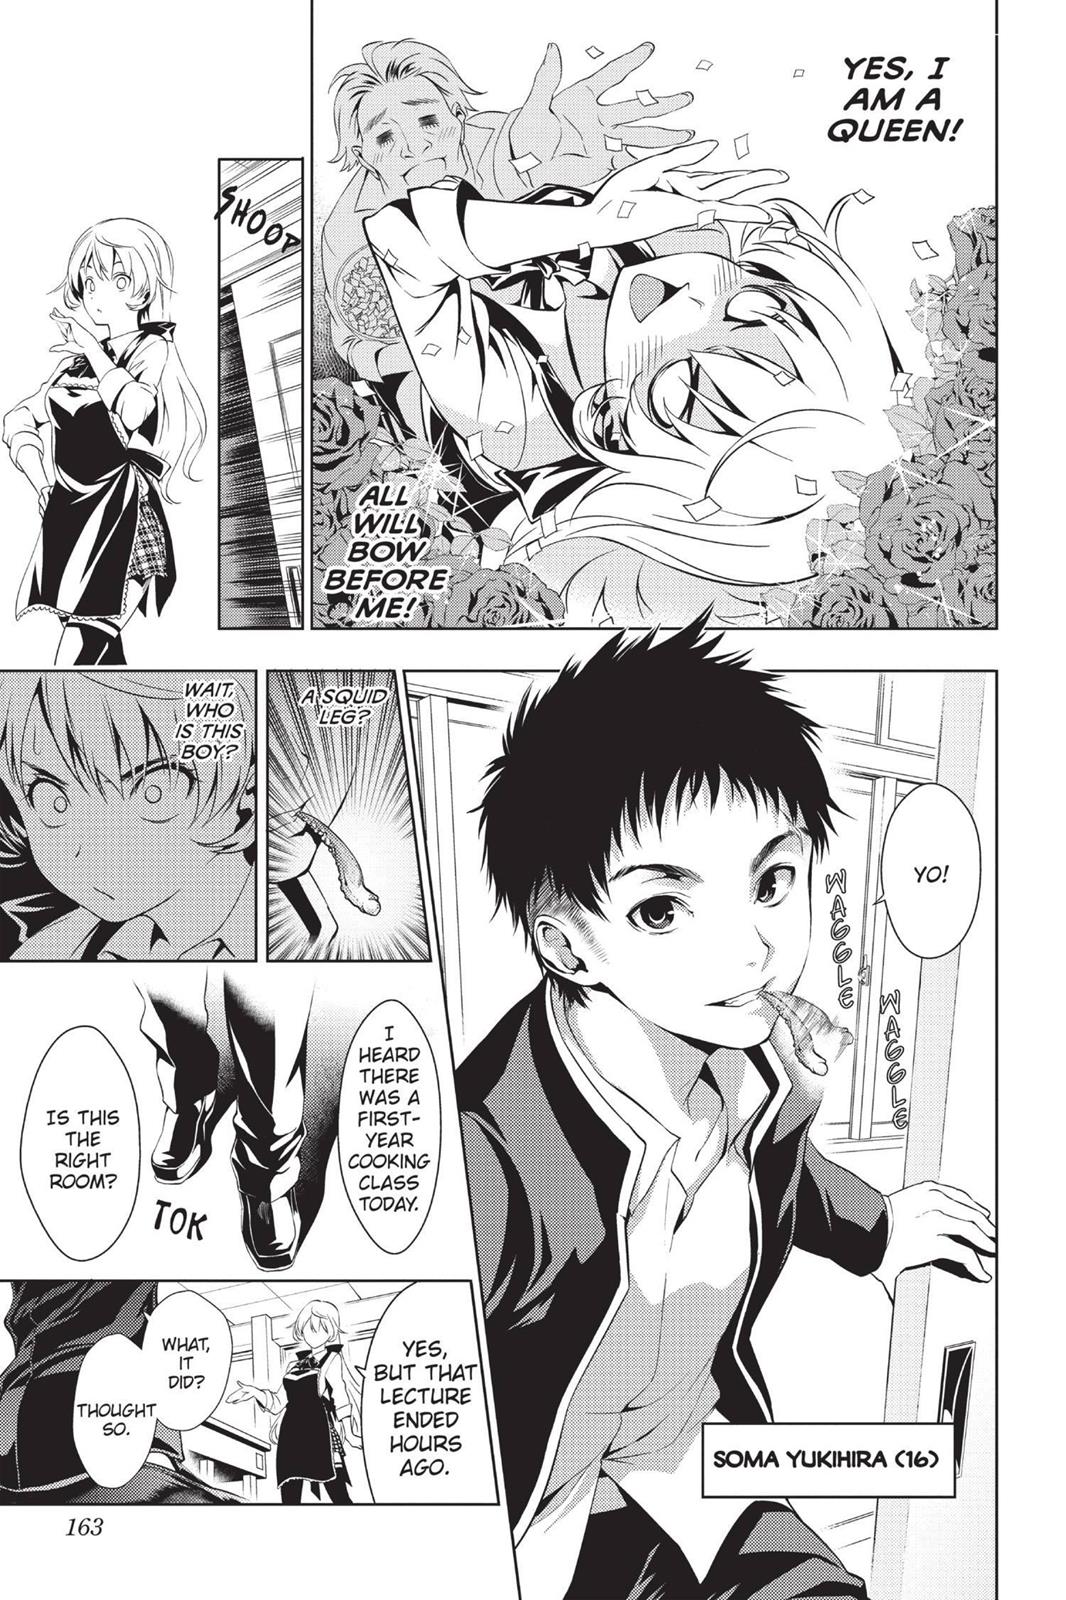 YES, I
AM A
QUEEN!
ALL
WILL
BOW
BEFORE
ME!
SHOOP
YO!
WAGGLE
WAGGLE
SOMA YUKIHIRA (16)
A SQUID
LEG?
WAIT,
WHO
IS THIS
BOY?
I
HEARD
THERE
WAS A
FIRST-
YEAR
COOKING
CLASS
TODAY.
IS THIS
THE
RIGHT
ROOM?
TOK
YES,
BUT THAT
LECTURE
ENDED
HOURS
AGO.
WHAT,
IT
DID?
THOUGHT
SO.
163